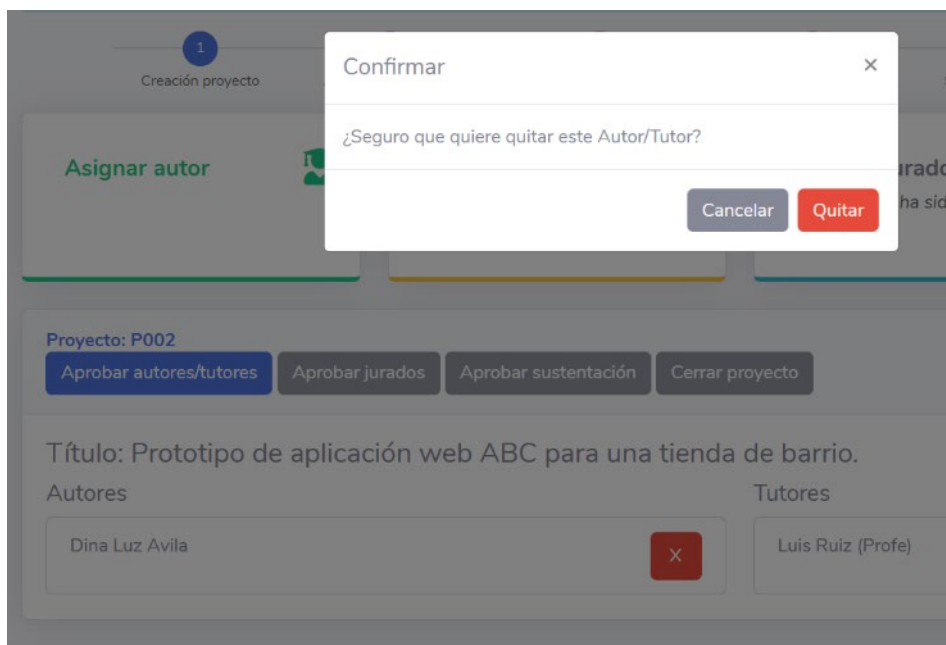 1
Creación proyecto
Confirmar ×
¿Seguro que quiere quitar este Autor/Tutor?
Cancelar Quitar
Asignar autor
ha sid
Proyecto: P002
Aprobar autores/tutores Aprobar jurados Aprobar sustentación Cerrar proyecto
Título: Prototipo de aplicación web ABC para una tienda de barrio.
Autores Tutores
Dina Luz Avila X Luis Ruiz (Profe)